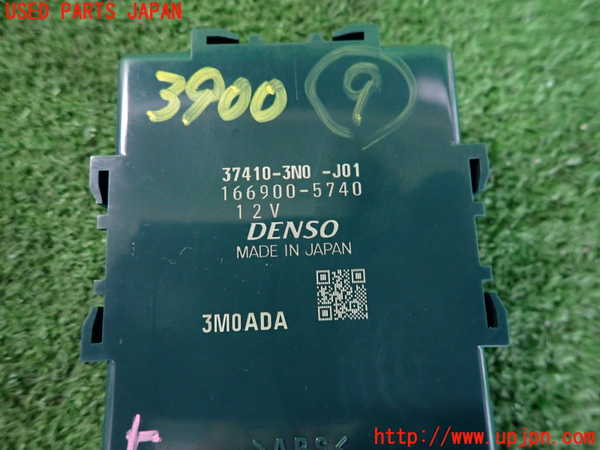 USED PARTS JAPAN
3900 9
37410-3N0 -J01
166900-5740
12V
DENSO
MADE IN JAPAN
3M0ADA
>ABS<
http://www.upjpn.com